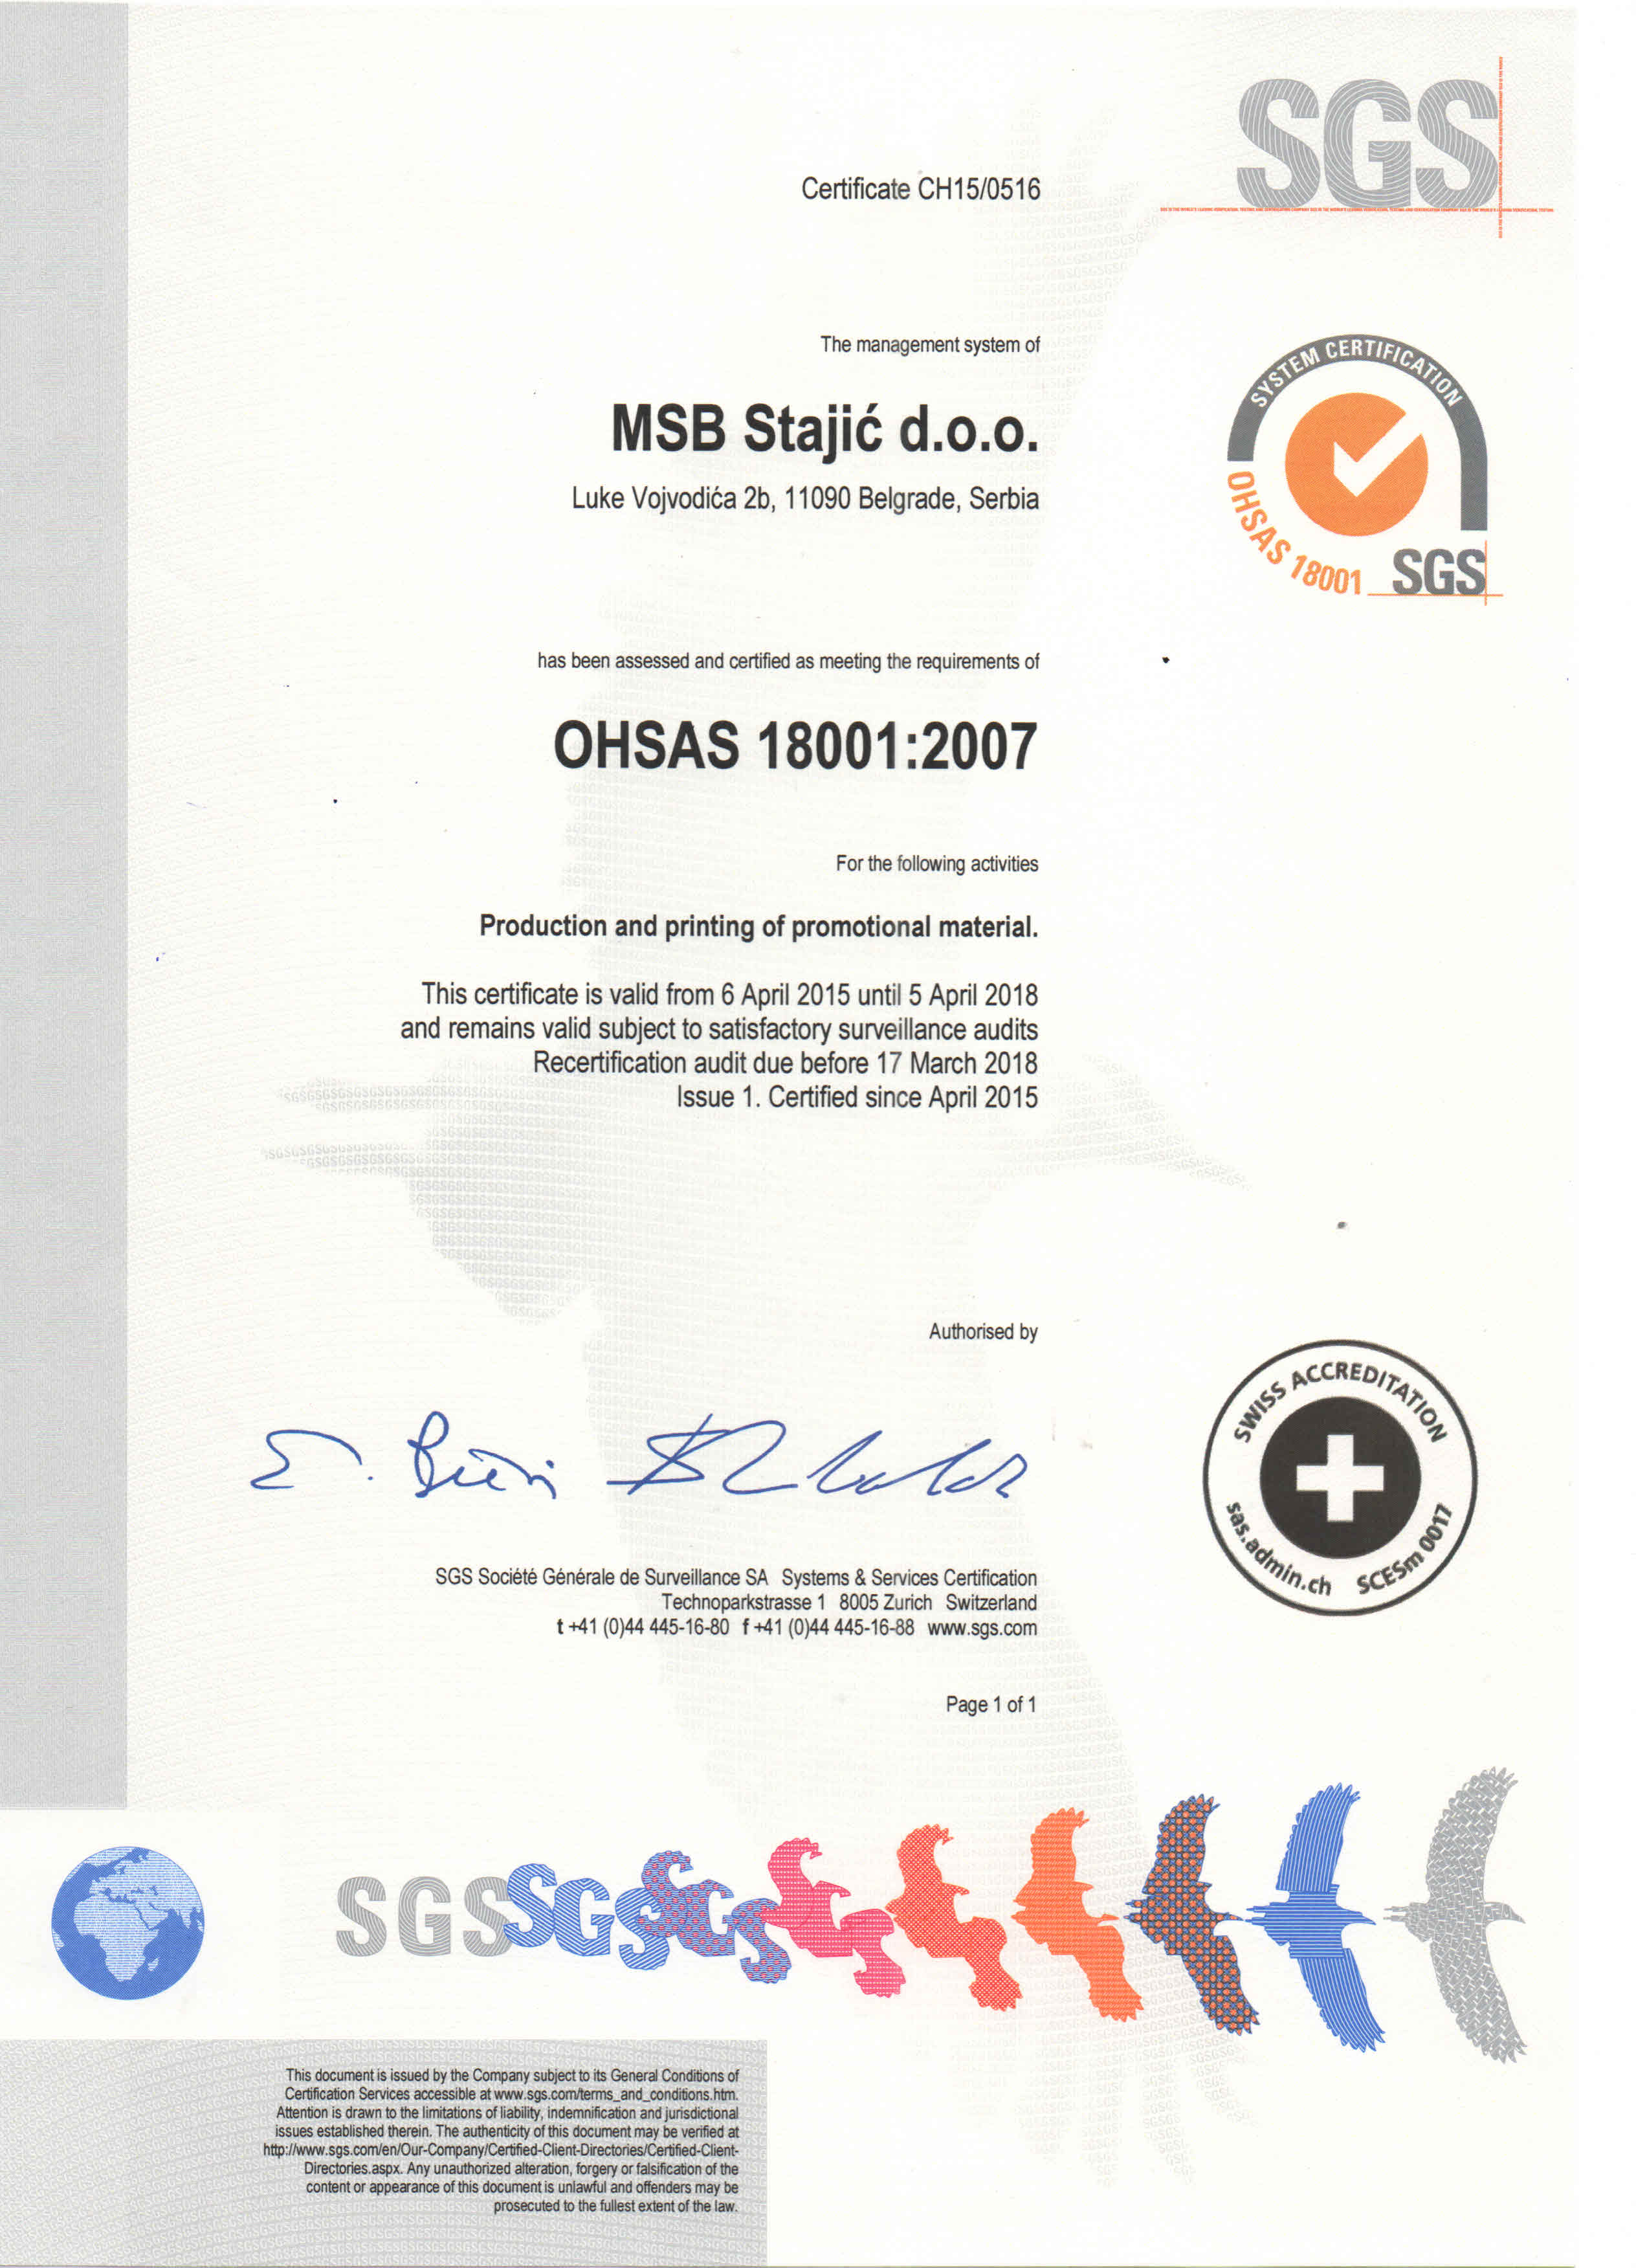 SGS
Certificate CH15/0516
The management system of
MSB Stajić d.o.o.
Luke Vojvodića 2b, 11090 Belgrade, Serbia
SYSTEM CERTIFICATION
OHSAS 18001
SGS
has been assessed and certified as meeting the requirements of
OHSAS 18001:2007
For the following activities
Production and printing of promotional material.
This certificate is valid from 6 April 2015 until 5 April 2018
and remains valid subject to satisfactory surveillance audits
Recertification audit due before 17 March 2018
Issue 1. Certified since April 2015
Authorised by
SWISS ACCREDITATION
sas.admin.ch SCESm 0017
SGS Société Générale de Surveillance SA Systems & Services Certification
Technoparkstrasse 1 8005 Zurich Switzerland
t +41 (0)44 445-16-80 f +41 (0)44 445-16-88 www.sgs.com
Page 1 of 1
SGS SGS SGS
This document is issued by the Company subject to its General Conditions of
Certification Services accessible at www.sgs.com/terms_and_conditions.htm.
Attention is drawn to the limitations of liability, indemnification and jurisdictional
issues established therein. The authenticity of this document may be verified at
http://www.sgs.com/en/Our-Company/Certified-Client-Directories/Certified-Client-
Directories.aspx. Any unauthorized alteration, forgery or falsification of the
content or appearance of this document is unlawful and offenders may be
prosecuted to the fullest extent of the law.